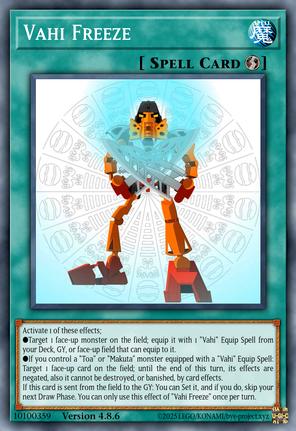 Vahi Freeze
[ Spell Card ]
Activate 1 of these effects;
●Target 1 face-up monster on the field; equip it with 1 "Vahi" Equip Spell from
your Deck, GY, or face-up field that can equip to it.
●If you control a "Toa" or "Makuta" monster equipped with a "Vahi" Equip Spell:
Target 1 face-up card on the field; until the end of this turn, its effects are
negated, also it cannot be destroyed, or banished, by card effects.
If this card is sent from the field to the GY: You can Set it, and if you do, skip your
next Draw Phase. You can only use this effect of "Vahi Freeze" once per turn.
10100359 Version 4.8.6 ©2025 LEGO/KONAMI/bye-project.xyz